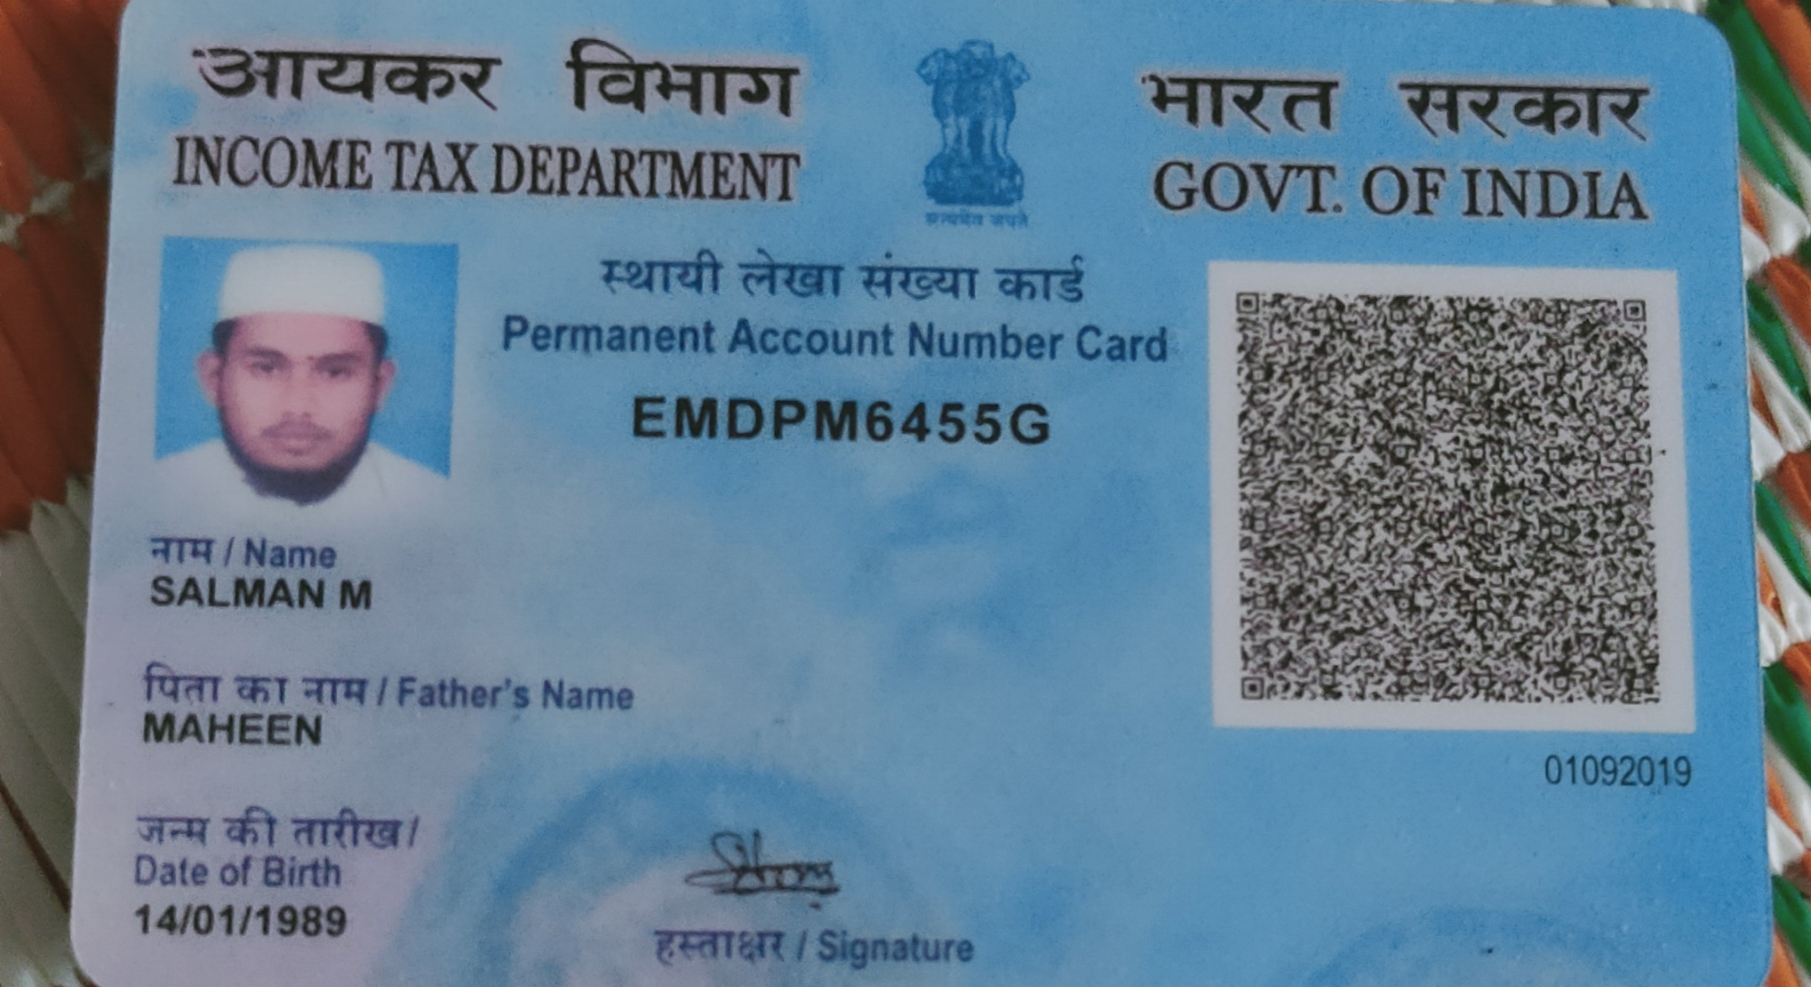 आयकर विभाग
INCOME TAX DEPARTMENT
भारत सरकार
GOVT. OF INDIA
सत्यमेव जयते
स्थायी लेखा संख्या कार्ड
Permanent Account Number Card
EMDPM6455G
नाम / Name
SALMAN M
पिता का नाम / Father's Name
MAHEEN
01092019
जन्म की तारीख /
Date of Birth
14/01/1989
हस्ताक्षर / Signature